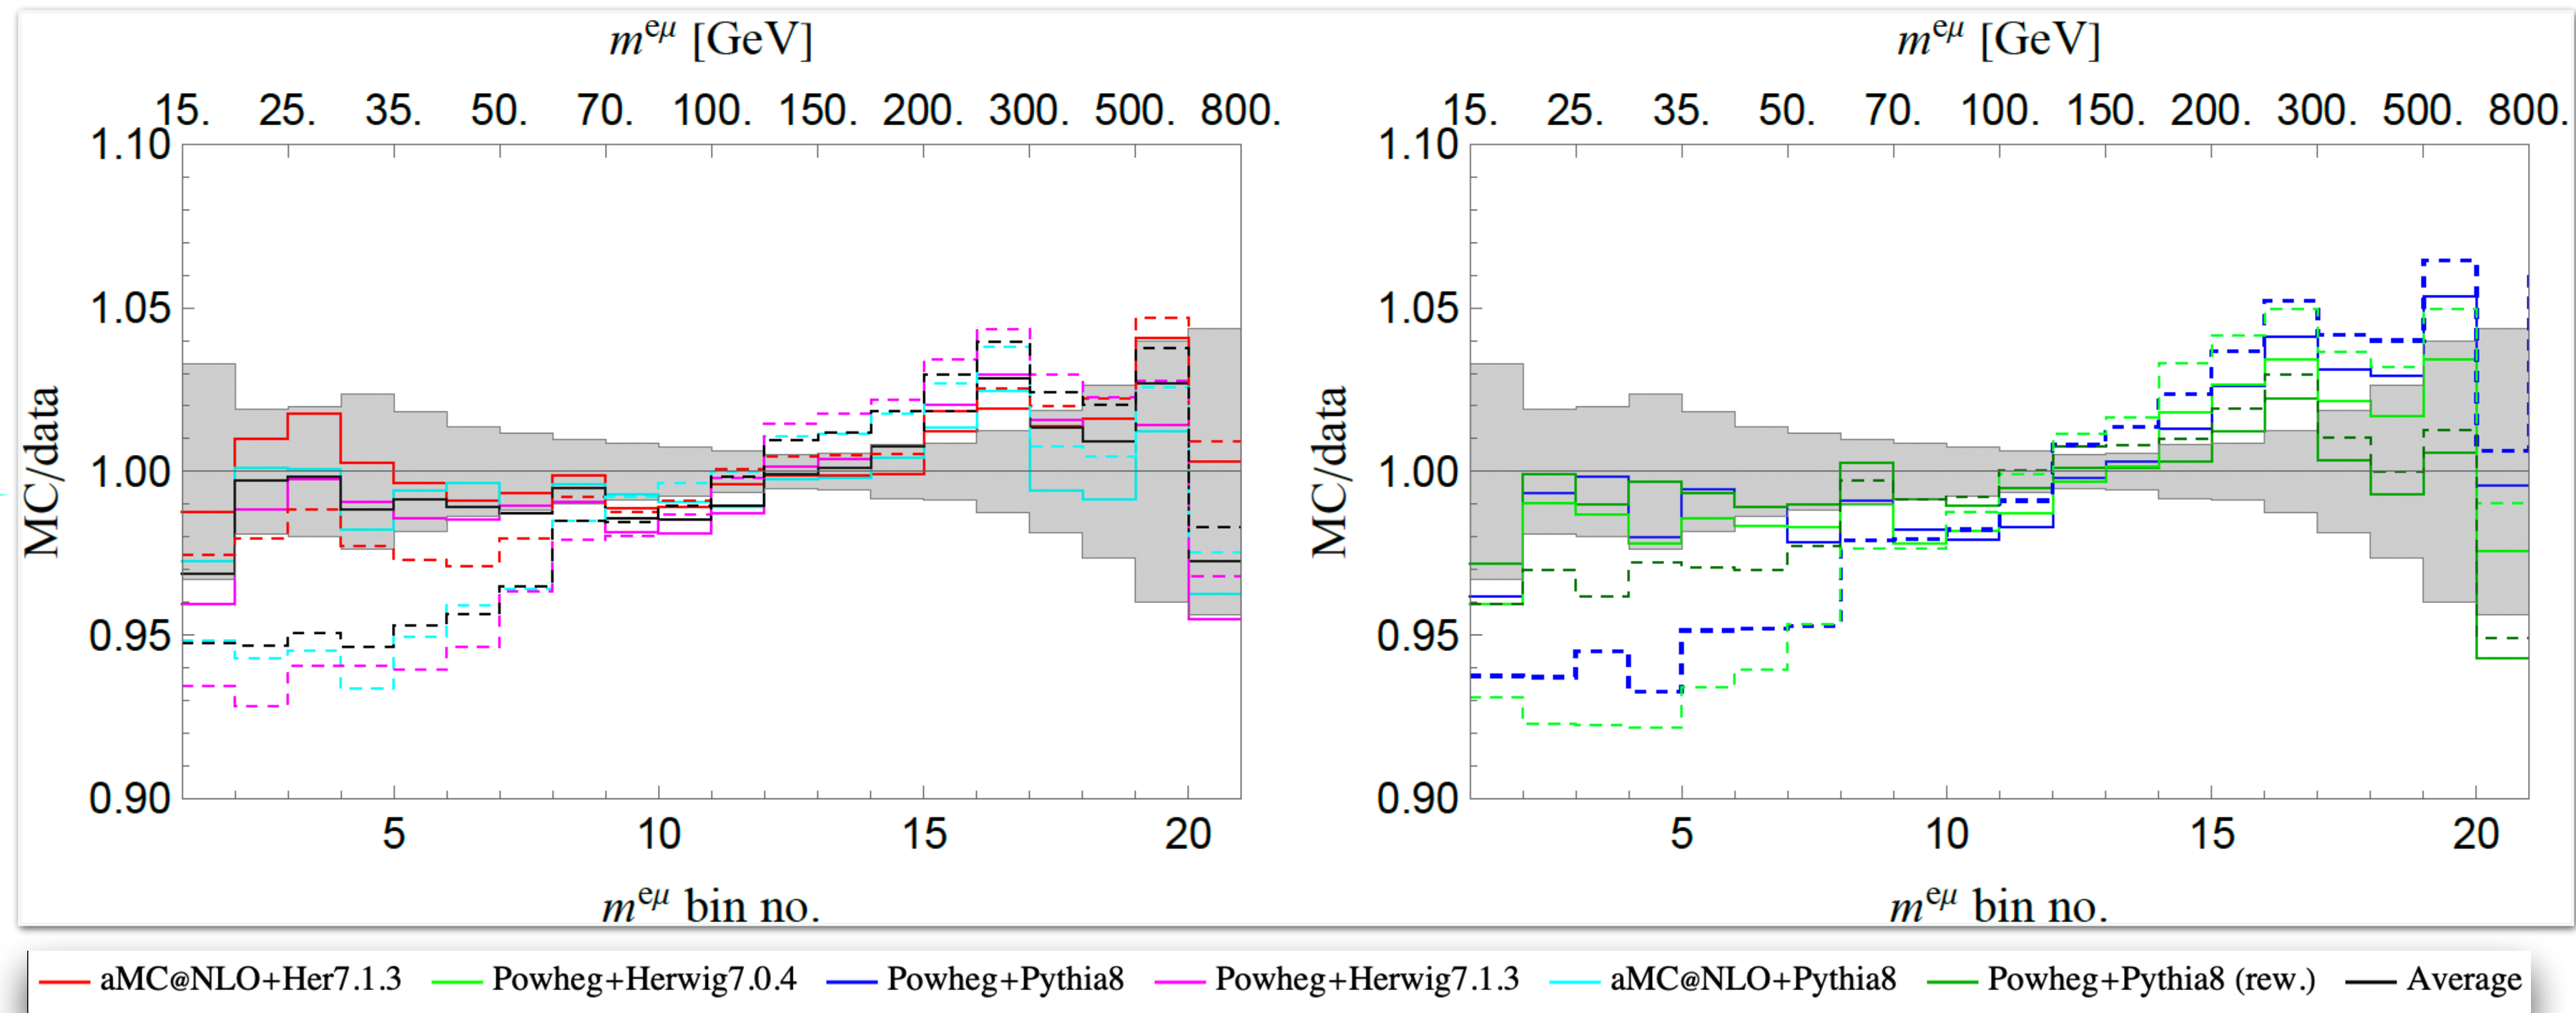 m^{eμ} [GeV]
15. 25. 35. 50. 70. 100. 150. 200. 300. 500. 800.
1.10
1.05
1.00
0.95
0.90
MC/data
5 10 15 20
m^{eμ} bin no.
m^{eμ} [GeV]
15. 25. 35. 50. 70. 100. 150. 200. 300. 500. 800.
1.10
1.05
1.00
0.95
0.90
MC/data
5 10 15 20
m^{eμ} bin no.
aMC@NLO+Her7.1.3 Powheg+Herwig7.0.4 Powheg+Pythia8 Powheg+Herwig7.1.3 aMC@NLO+Pythia8 Powheg+Pythia8 (rew.) Average